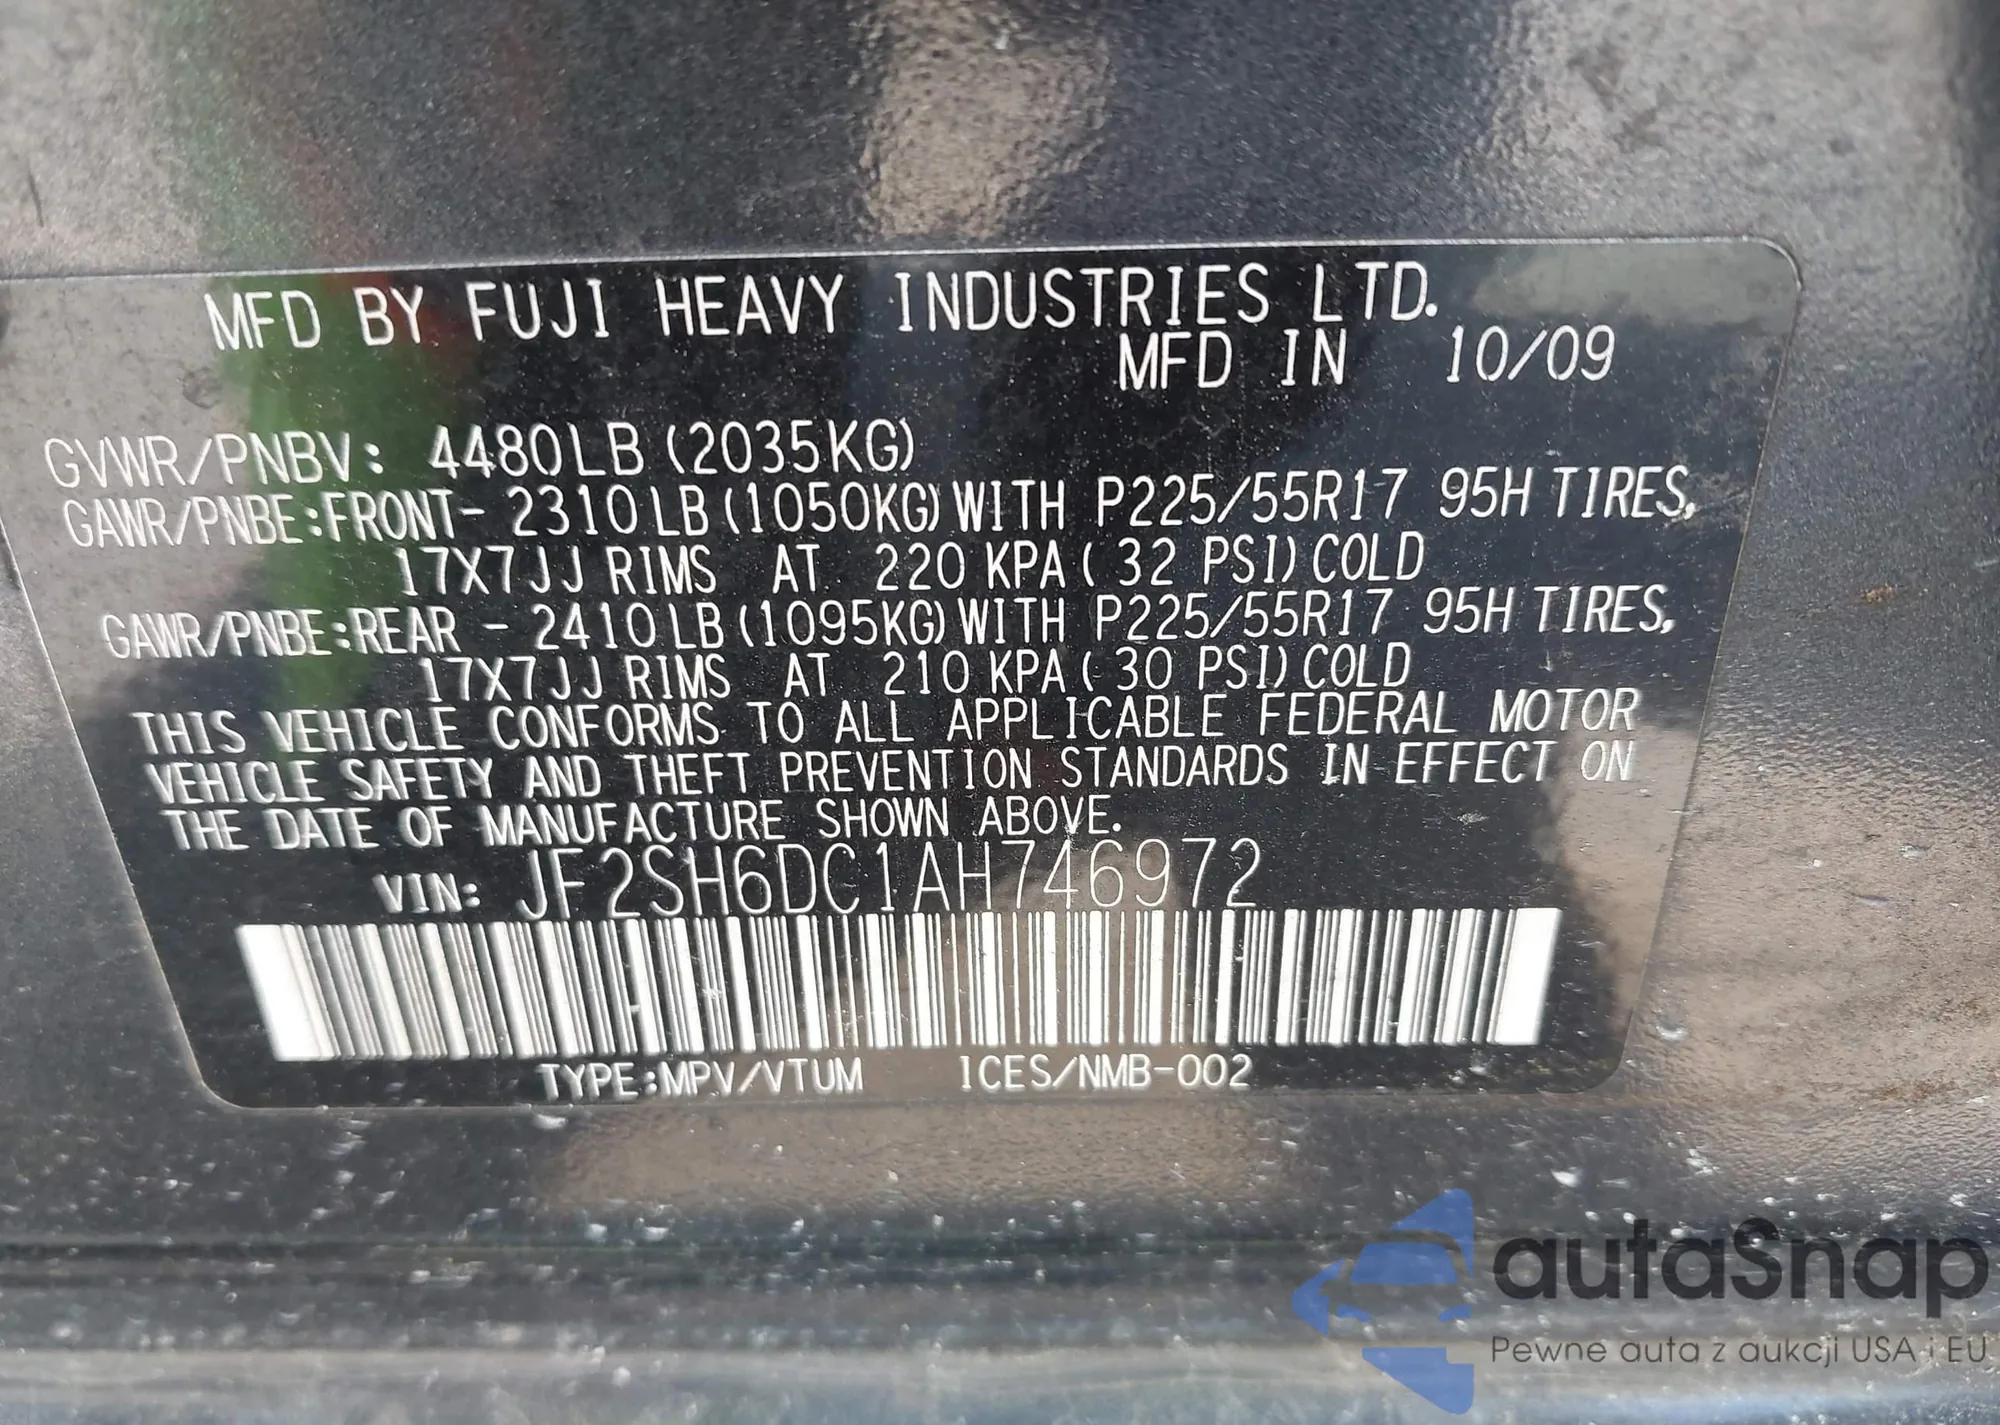 MFD BY FUJI HEAVY INDUSTRIES LTD.
MFD IN 10/09
GVWR/PNBV: 4480LB (2035KG)
GAWR/PNBE:FRONT- 2310LB (1050KG) WITH P225/55R17 95H TIRES,
17X7JJ RIMS AT 220 KPA ( 32 PSI) COLD
GAWR/PNBE:REAR - 2410LB (1095KG) WITH P225/55R17 95H TIRES,
17X7JJ RIMS AT 210 KPA ( 30 PSI) COLD
THIS VEHICLE CONFORMS TO ALL APPLICABLE FEDERAL MOTOR
VEHICLE SAFETY AND THEFT PREVENTION STANDARDS IN EFFECT ON
THE DATE OF MANUFACTURE SHOWN ABOVE.
VIN: JF2SH6DC1AH746972
TYPE:MPV/VTUM ICES/NMB-002
autaSnap
Pewne auta z aukcji USA i EU